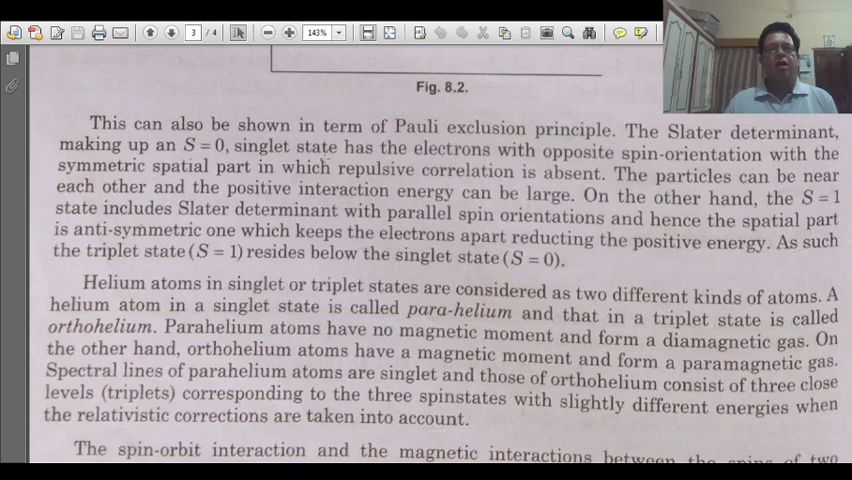 3 / 4
143%
Fig. 8.2.
This can also be shown in term of Pauli exclusion principle. The Slater determinant,
making up an S = 0, singlet state has the electrons with opposite spin-orientation with the
symmetric spatial part in which repulsive correlation is absent. The particles can be near
each other and the positive interaction energy can be large. On the other hand, the S = 1
state includes Slater determinant with parallel spin orientations and hence the spatial part
is anti-symmetric one which keeps the electrons apart reducting the positive energy. As such
the triplet state (S = 1) resides below the singlet state (S = 0).
Helium atoms in singlet or triplet states are considered as two different kinds of atoms. A
helium atom in a singlet state is called para-helium and that in a triplet state is called
orthohelium. Parahelium atoms have no magnetic moment and form a diamagnetic gas. On
the other hand, orthohelium atoms have a magnetic moment and form a paramagnetic gas.
Spectral lines of parahelium atoms are singlet and those of orthohelium consist of three close
levels (triplets) corresponding to the three spinstates with slightly different energies when
the relativistic corrections are taken into account.
The spin-orbit interaction and the magnetic interactions between the spins of two